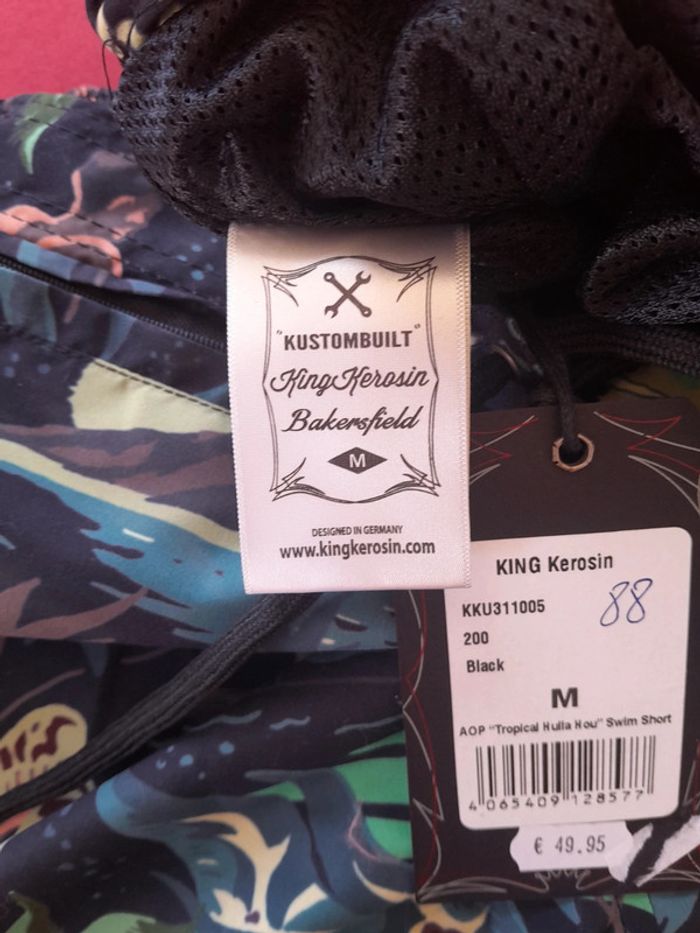 "KUSTOMBUILT"
King Kerosin
Bakersfield
M
DESIGNED IN GERMANY
www.kingkerosin.com
KING Kerosin
KKU311005
88
200
Black
M
AOP "Tropical Hulla Hou" Swim Short
4 065409 128577
€ 49.95